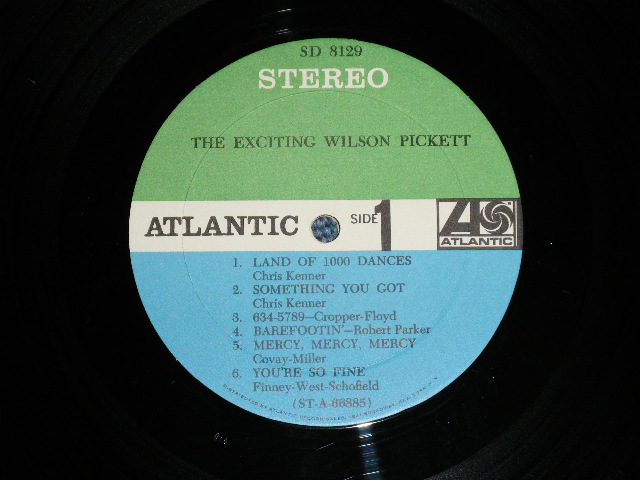 SD 8129
STEREO
THE EXCITING WILSON PICKETT
ATLANTIC SIDE 1 ATLANTIC
1. LAND OF 1000 DANCES
Chris Kenner
2. SOMETHING YOU GOT
Chris Kenner
3. 634-5789—Cropper-Floyd
4. BAREFOOTIN'—Robert Parker
5. MERCY, MERCY, MERCY
Covay-Miller
6. YOU'RE SO FINE
Finney-West-Schofield
(ST-A-66385)